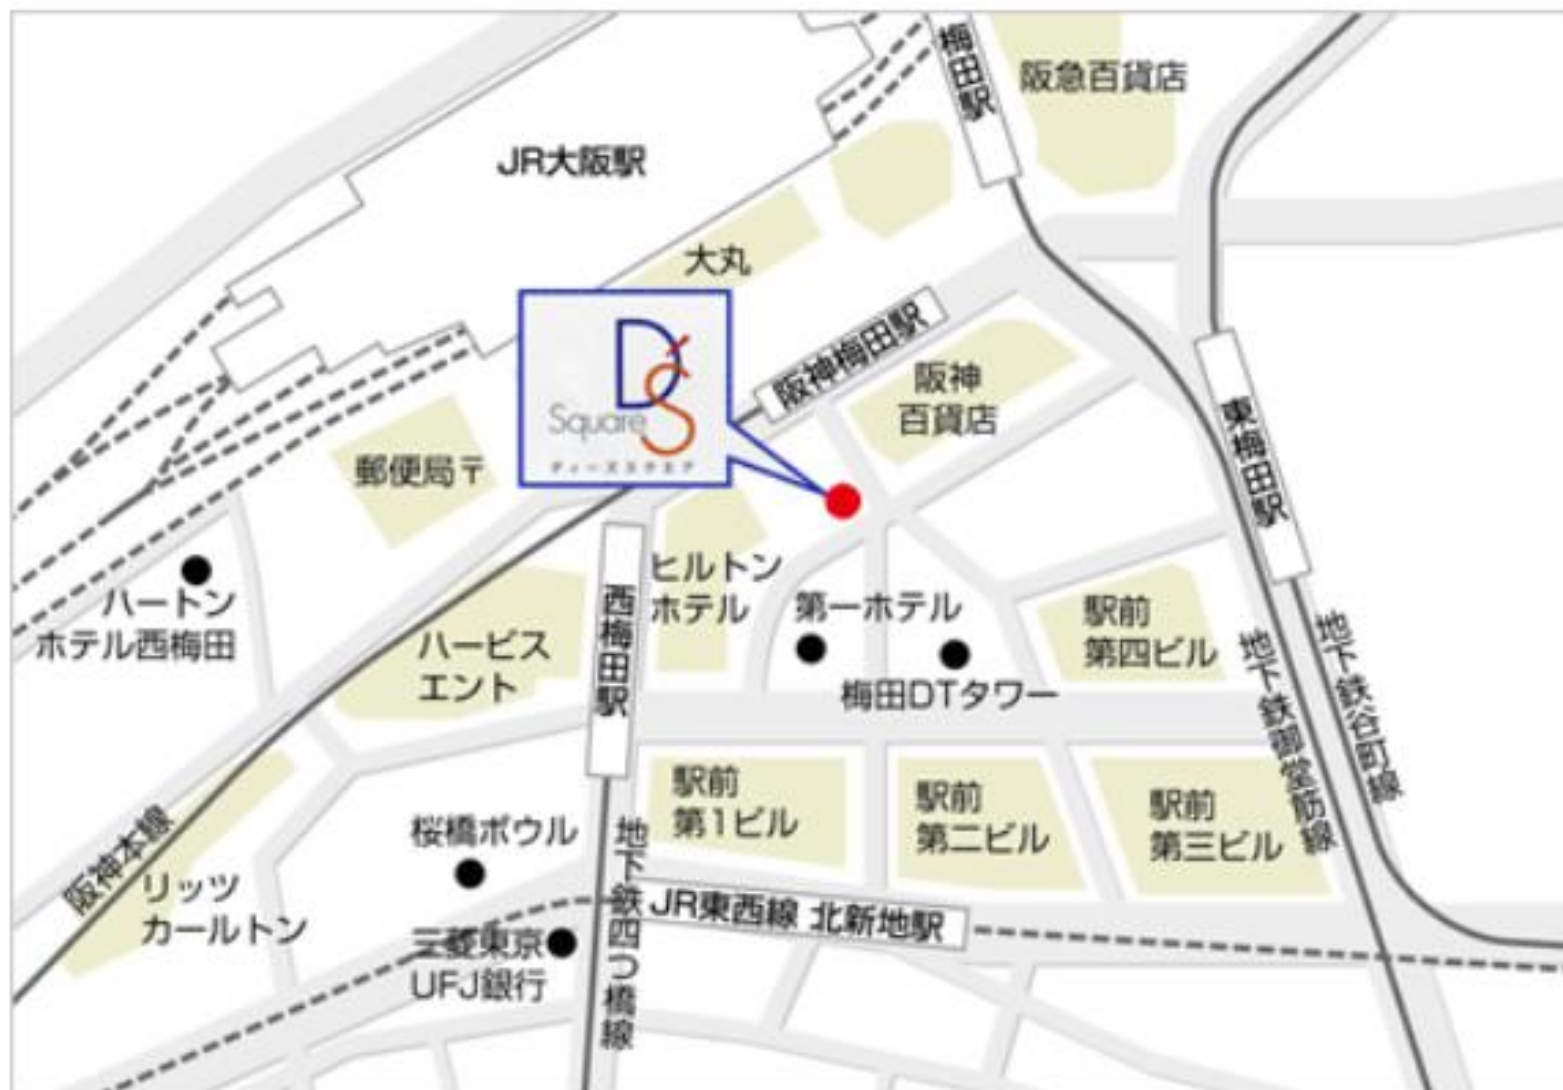 梅田駅
阪急百貨店
JR大阪駅
大丸
阪神梅田駅
阪神
百貨店
D's
Square
ディーズスクエア
東梅田駅
郵便局〒
ハートン
ホテル西梅田
ハービス
エント
西梅田駅
ヒルトン
ホテル
第一ホテル
梅田DTタワー
駅前
第四ビル
地下鉄御堂筋線
地下鉄谷町線
駅前
第1ビル
駅前
第二ビル
駅前
第三ビル
阪神本線
リッツ
カールトン
桜橋ボウル
三菱東京
UFJ銀行
地下鉄四つ橋線
JR東西線 北新地駅